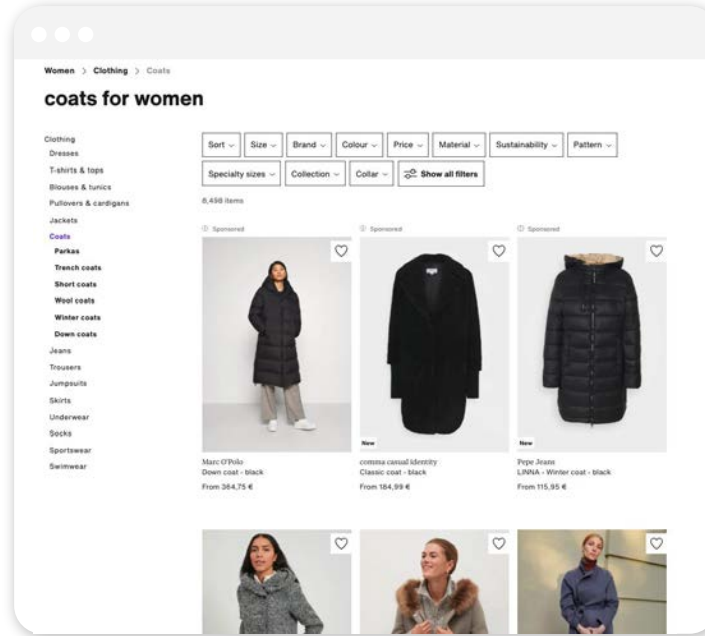 Women > Clothing > Coats
coats for women
Clothing
Dresses
T-shirts & tops
Blouses & tunics
Pullovers & cardigans
Jackets
Coats
Parkas
Trench coats
Short coats
Wool coats
Winter coats
Down coats
Jeans
Trousers
Jumpsuits
Skirts
Underwear
Socks
Sportswear
Swimwear
Sort Size Brand Colour Price Material Sustainability Pattern
Specialty sizes Collection Collar Show all filters
8,458 items
Sponsored Sponsored Sponsored
New New
Marc O'Polo
Down coat - black
From 364,75 €
comma casual identity
Classic coat - black
From 184,99 €
Pepe Jeans
LINNA - Winter coat - black
From 115,95 €